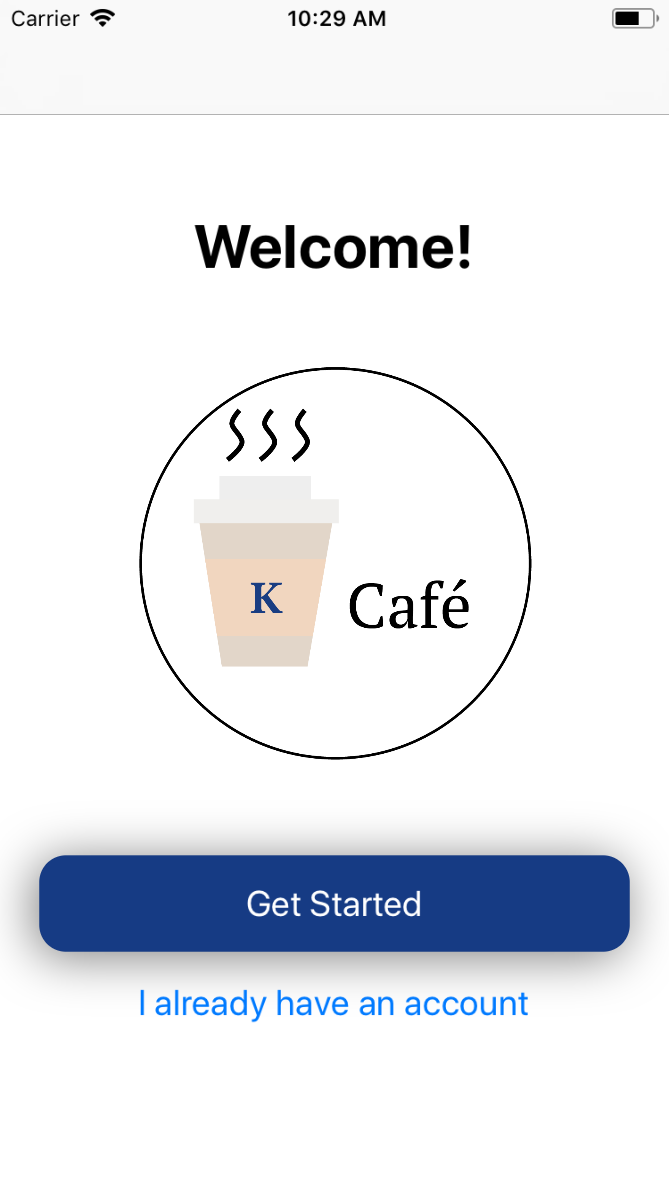 Carrier 10:29 AM
Welcome!
K
Café
Get Started
I already have an account